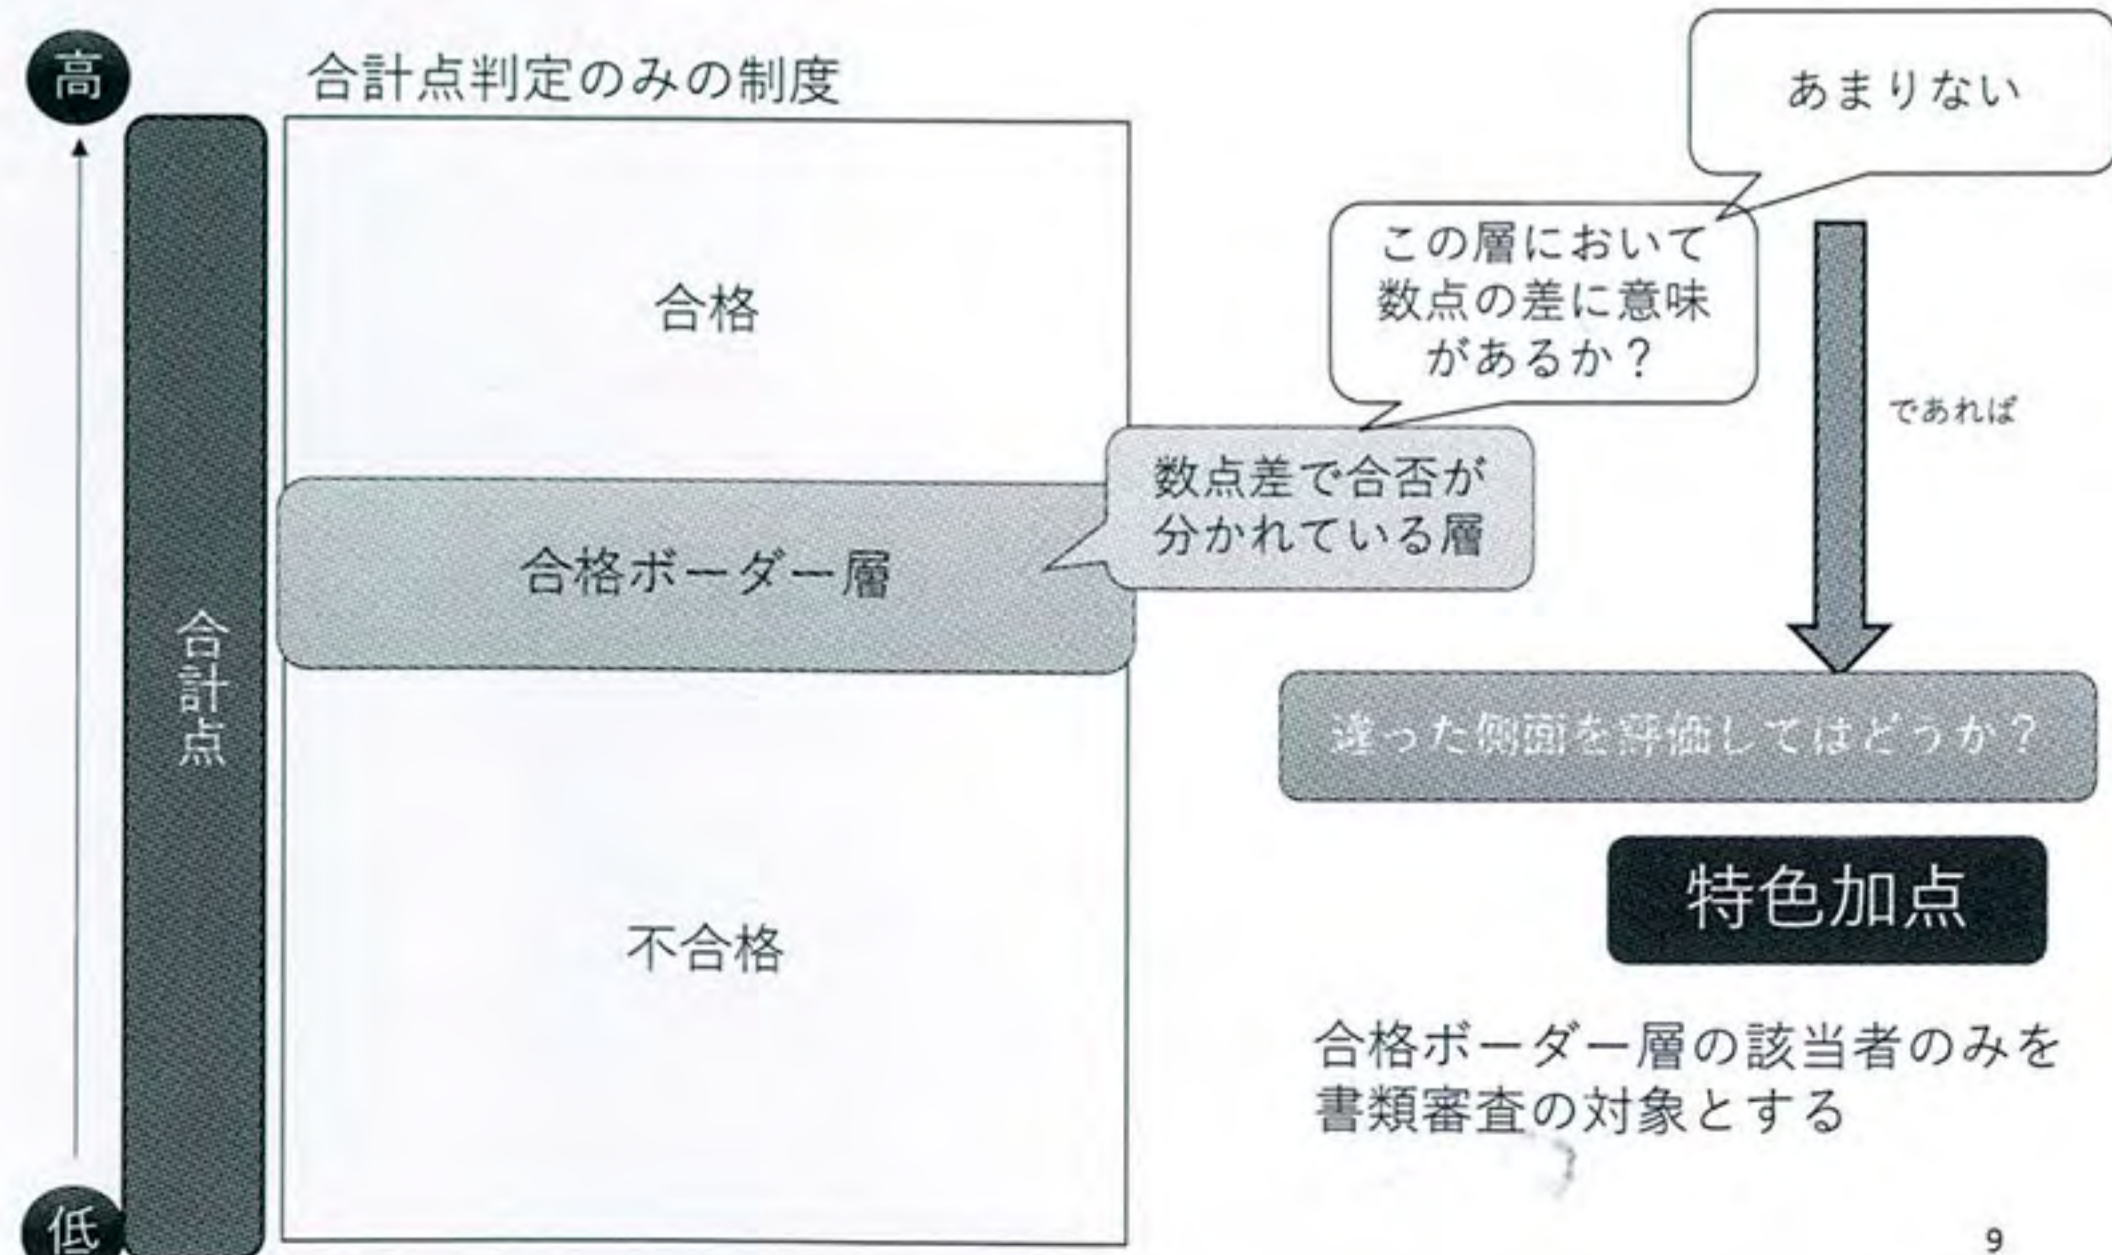 高
合計点判定のみの制度
あまりない
この層において
数点の差に意味
があるか？
合格
であれば
数点差で合否が
分かれている層
合格ボーダー層
合計点
違った側面を評価してはどうか？
特色加点
不合格
合格ボーダー層の該当者のみを
書類審査の対象とする
低
9